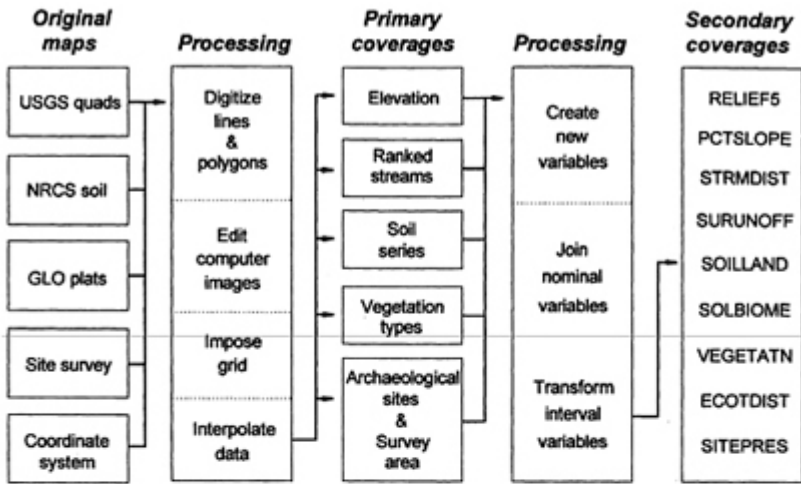 Original
maps
USGS quads
NRCS soil
GLO plats
Site survey
Coordinate
system
Processing
Digitize
lines
&
polygons
Edit
computer
images
Impose
grid
Interpolate
data
Primary
coverages
Elevation
Ranked
streams
Soil
series
Vegetation
types
Archaeological
sites
&
Survey
area
Processing
Create
new
variables
Join
nominal
variables
Transform
interval
variables
Secondary
coverages
RELIEF5
PCTSLOPE
STRMDIST
SURUNOFF
SOILLAND
SOLBIOME
VEGETATN
ECOTDIST
SITEPRES